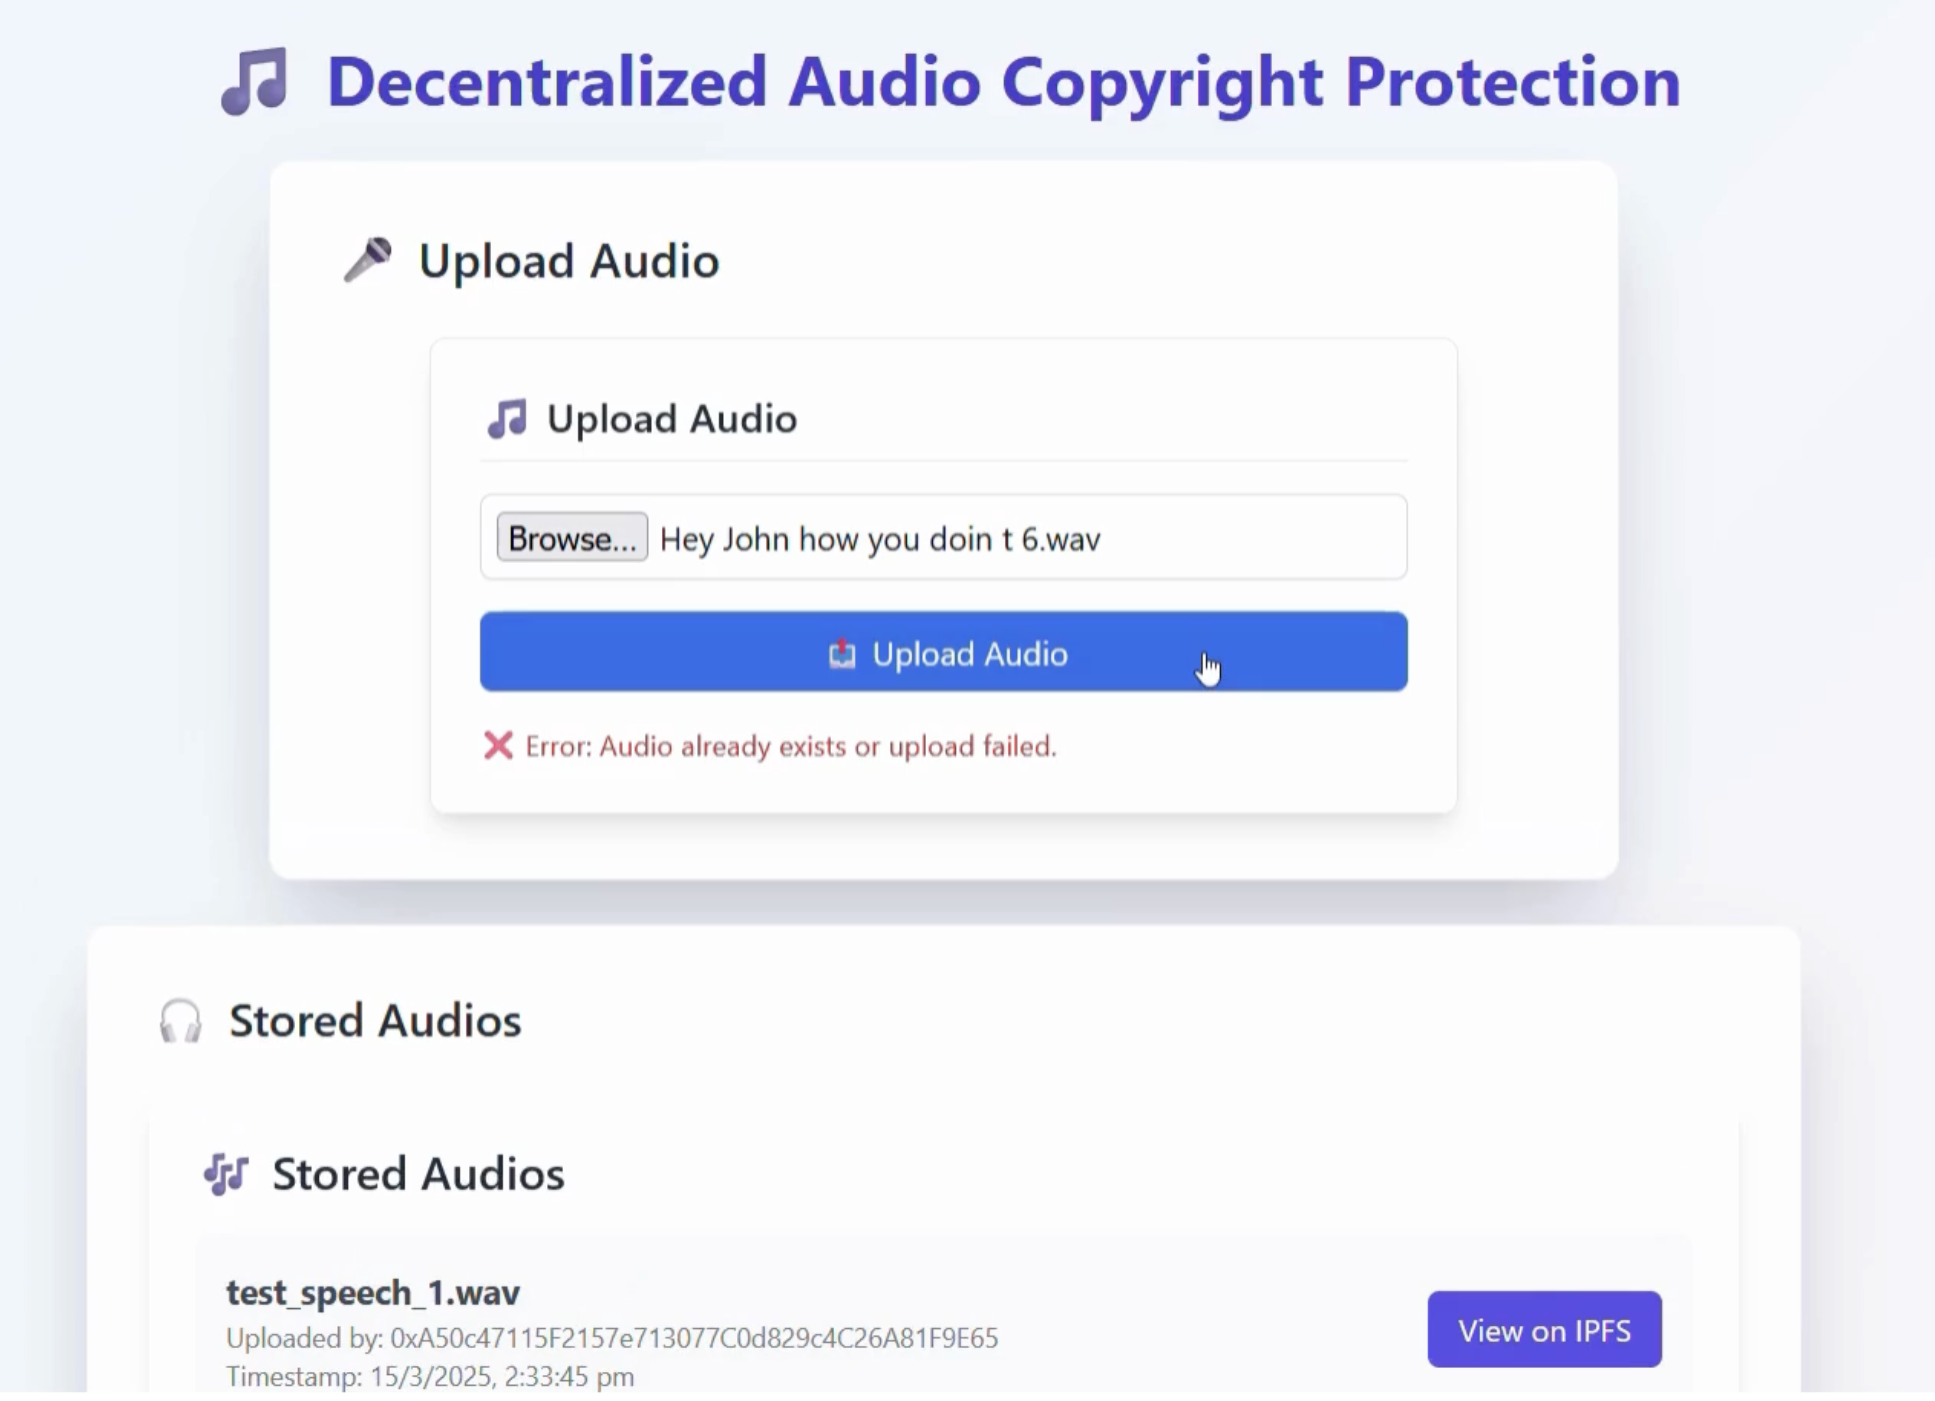 Decentralized Audio Copyright Protection
Upload Audio
Upload Audio
Browse... Hey John how you doin t 6.wav
Upload Audio
Error: Audio already exists or upload failed.
Stored Audios
Stored Audios
test_speech_1.wav
Uploaded by: 0xA50c47115F2157e713077C0d829c4C26A81F9E65
View on IPFS
Timestamp: 15/3/2025, 2:33:45 pm